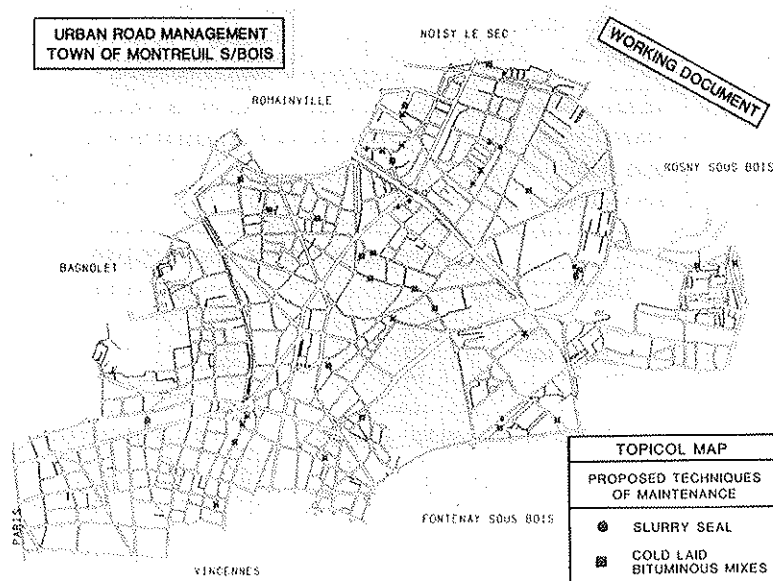 URBAN ROAD MANAGEMENT
TOWN OF MONTREUIL S/BOIS
NOISY LE SEC
WORKING DOCUMENT
ROMAINVILLE
ROSNY SOUS BOIS
BAGNOLET
PARIS
VINCENNES
FONTENAY SOUS BOIS
TOPICOL MAP
PROPOSED TECHNIQUES
OF MAINTENANCE
SLURRY SEAL
COLD LAID
BITUMINOUS MIXES